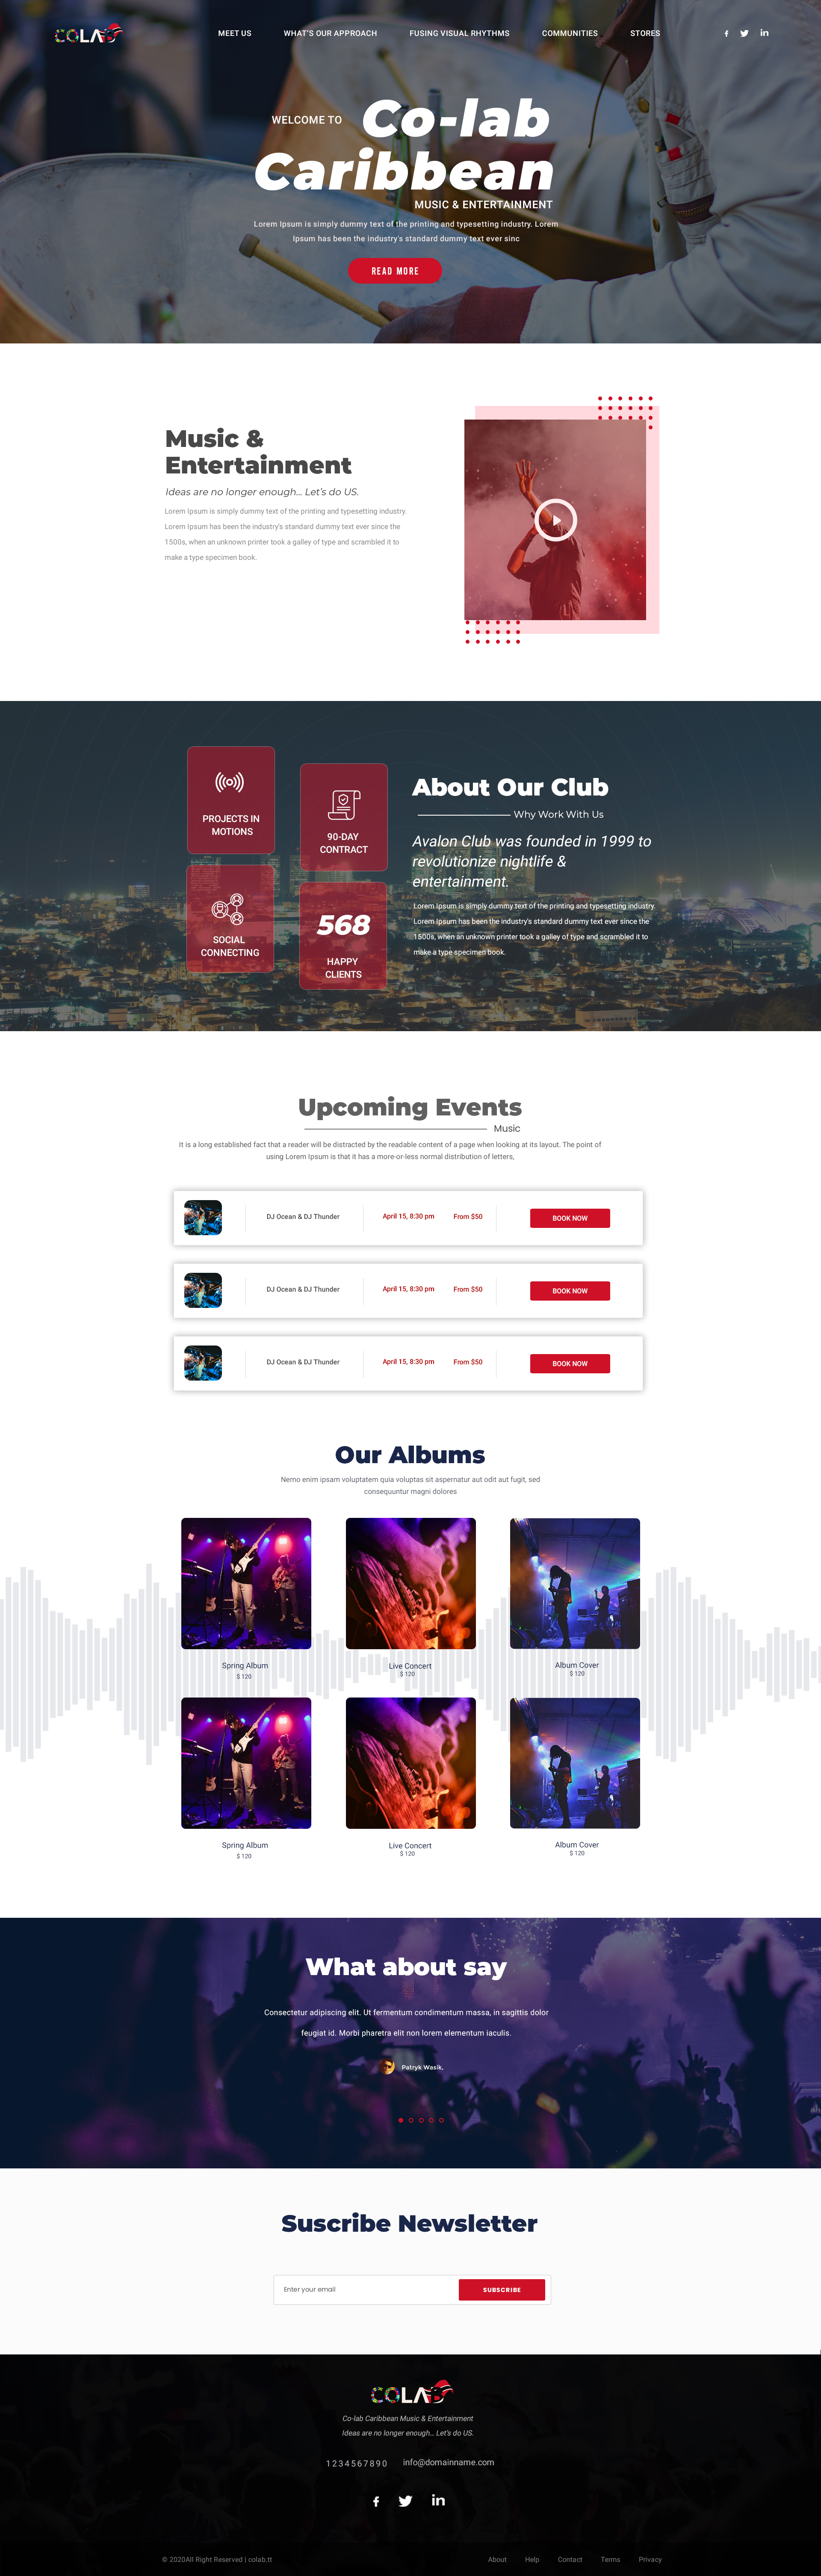 COLAB
MEET US
WHAT'S OUR APPROACH
FUSING VISUAL RHYTHMS
COMMUNITIES
STORES
WELCOME TO Co-lab
Caribbean
MUSIC & ENTERTAINMENT
Lorem Ipsum is simply dummy text of the printing and typesetting industry. Lorem
Ipsum has been the industry's standard dummy text ever sinc
READ MORE
Music &
Entertainment
Ideas are no longer enough... Let's do US.
Lorem Ipsum is simply dummy text of the printing and typesetting industry.
Lorem Ipsum has been the industry's standard dummy text ever since the
1500s, when an unknown printer took a galley of type and scrambled it to
make a type specimen book.
PROJECTS IN
MOTIONS
90-DAY
CONTRACT
SOCIAL
CONNECTING
568
HAPPY
CLIENTS
About Our Club
Why Work With Us
Avalon Club was founded in 1999 to
revolutionize nightlife &
entertainment.
Lorem Ipsum is simply dummy text of the printing and typesetting industry.
Lorem Ipsum has been the industry's standard dummy text ever since the
1500s, when an unknown printer took a galley of type and scrambled it to
make a type specimen book.
Upcoming Events
Music
It is a long established fact that a reader will be distracted by the readable content of a page when looking at its layout. The point of
using Lorem Ipsum is that it has a more-or-less normal distribution of letters,
DJ Ocean & DJ Thunder April 15, 8:30 pm From $50 BOOK NOW
DJ Ocean & DJ Thunder April 15, 8:30 pm From $50 BOOK NOW
DJ Ocean & DJ Thunder April 15, 8:30 pm From $50 BOOK NOW
Our Albums
Nemo enim ipsam voluptatem quia voluptas sit aspernatur aut odit aut fugit, sed
consequuntur magni dolores
Spring Album
$ 120
Live Concert
$ 120
Album Cover
$ 120
Spring Album
$ 120
Live Concert
$ 120
Album Cover
$ 120
What about say
Consectetur adipiscing elit. Ut fermentum condimentum massa, in sagittis dolor
feugiat id. Morbi pharetra elit non lorem elementum iaculis.
Patryk Wasik,
Suscribe Newsletter
Enter your email
SUBSCRIBE
COLAB
Co-lab Caribbean Music & Entertainment
Ideas are no longer enough... Let's do US.
1234567890 info@domainname.com
© 2020All Right Reserved | colab.tt
About
Help
Contact
Terms
Privacy